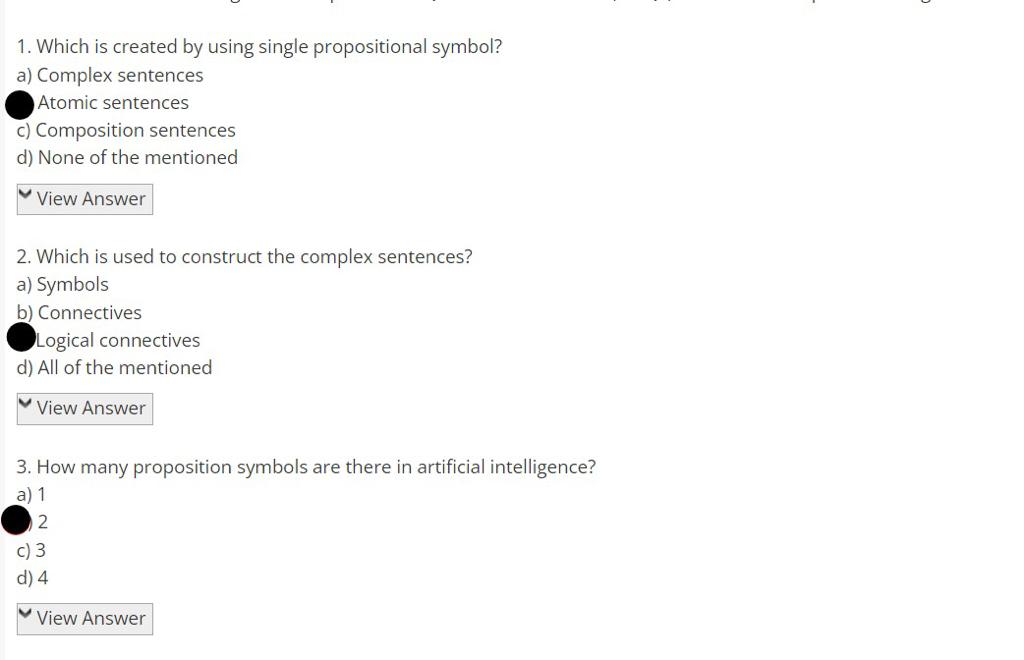 1. Which is created by using single propositional symbol?
a) Complex sentences
Atomic sentences
c) Composition sentences
d) None of the mentioned
View Answer
2. Which is used to construct the complex sentences?
a) Symbols
b) Connectives
Logical connectives
d) All of the mentioned
View Answer
3. How many proposition symbols are there in artificial intelligence?
a) 1
) 2
c) 3
d) 4
View Answer